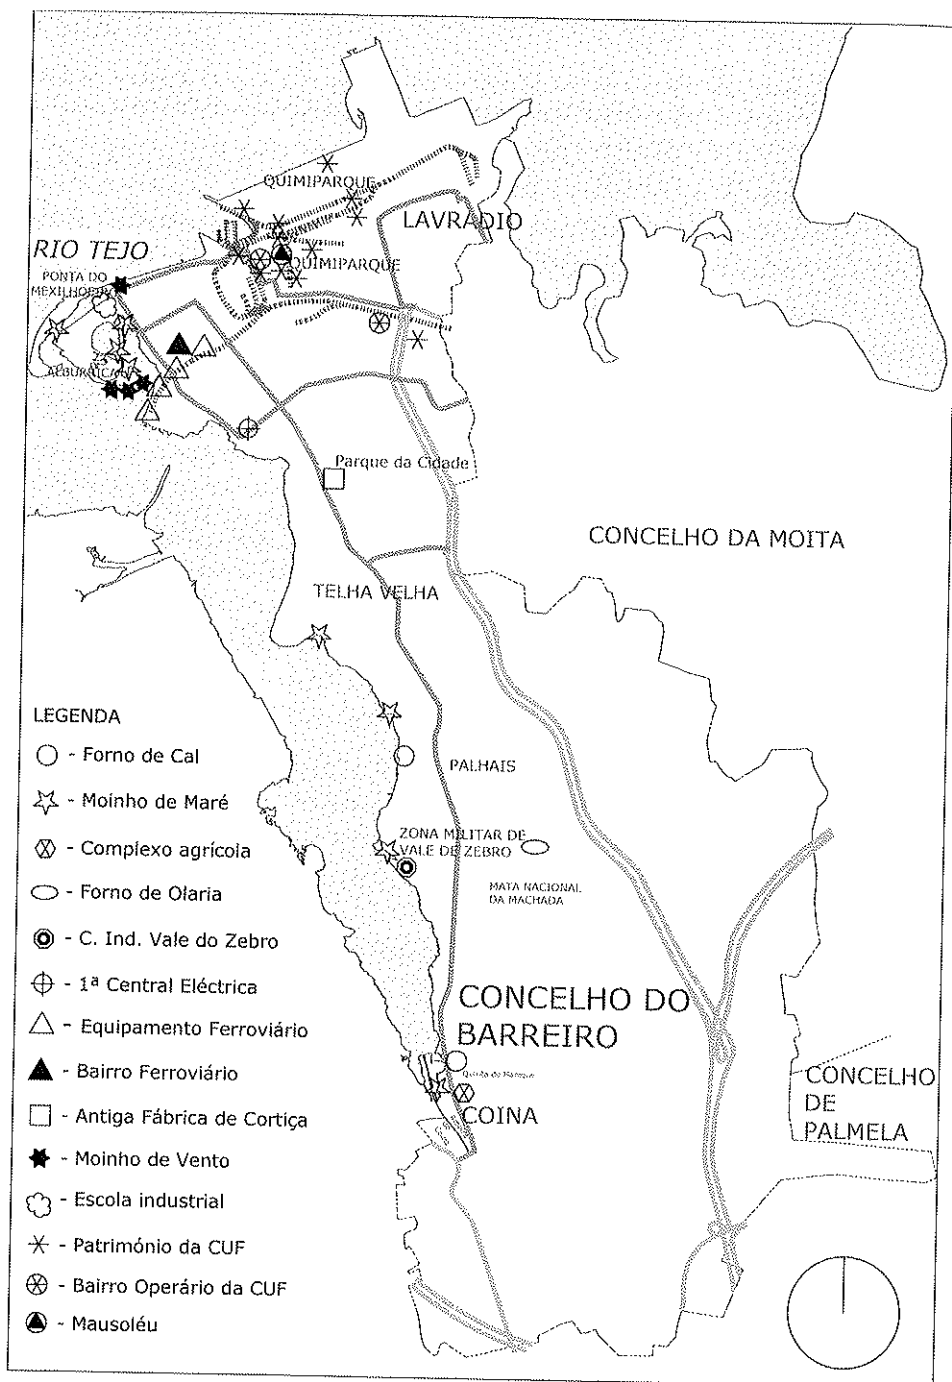 QUIMIPARQUE
LAVRADIO
RIO TEJO
QUIMIPARQUE
PONTA DO
MEXILHOEIRO
ALBURRICA
Parque da Cidade
CONCELHO DA MOITA
TELHA VELHA
LEGENDA
- Forno de Cal
- Moinho de Maré
- Complexo agrícola
- Forno de Olaria
- C. Ind. Vale do Zebro
- 1ª Central Eléctrica
- Equipamento Ferroviário
- Bairro Ferroviário
- Antiga Fábrica de Cortiça
- Moinho de Vento
- Escola industrial
- Património da CUF
- Bairro Operário da CUF
- Mausoléu
PALHAIS
ZONA MILITAR DE
VALE DE ZEBRO
MATA NACIONAL
DA MACHADA
CONCELHO DO
BARREIRO
Quinta do
COINA
CONCELHO
DE
PALMELA